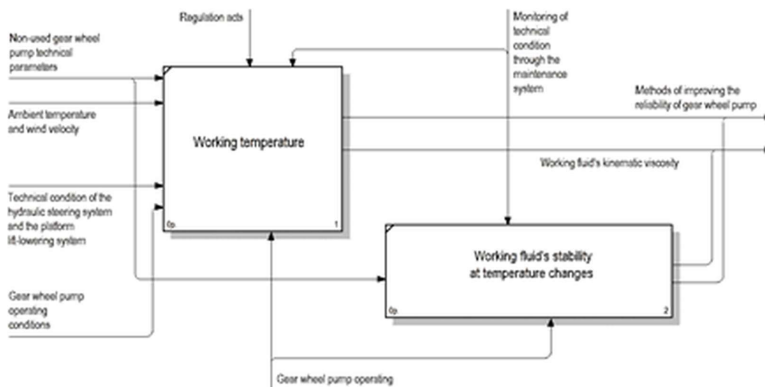 Regulation acts
Monitoring of
technical
condition
through the
maintenance
system
Non-used gear wheel
pump technical
parameters
Methods of improving the
reliability of gear wheel pump
Ambient temperature
and wind velocity
Working temperature
Working fluid's kinematic viscosity
Technical condition of the
hydraulic steering system
and the platform
lift-lowering system
0p
1
Working fluid's stability
at temperature changes
Gear wheel pump
operating
conditions
0p
2
Gear wheel pump operating